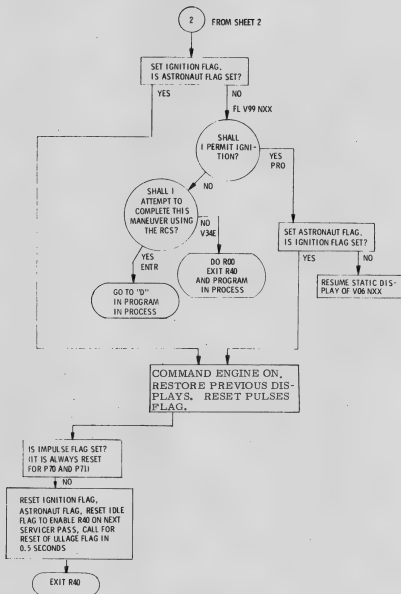 2
FROM SHEET 2
SET IGNITION FLAG.
IS ASTRONAUT FLAG SET?
YES
NO
FL V99 NXX
SHALL
I PERMIT IGNI-
TION?
YES
PRO
NO
SHALL I
ATTEMPT TO
COMPLETE THIS
MANEUVER USING
THE RCS?
NO
V34E
YES
ENTR
GO TO "D"
IN PROGRAM
IN PROCESS
DO R00
EXIT R40
AND PROGRAM
IN PROCESS
SET ASTRONAUT FLAG.
IS IGNITION FLAG SET?
YES
NO
RESUME STATIC DIS-
PLAY OF V06 NXX
COMMAND ENGINE ON.
RESTORE PREVIOUS DIS-
PLAYS. RESET PULSES
FLAG.
IS IMPULSE FLAG SET?
(IT IS ALWAYS RESET
FOR P70 AND P71)
NO
RESET IGNITION FLAG,
ASTRONAUT FLAG, RESET IDLE
FLAG TO ENABLE R40 ON NEXT
SERVICER PASS, CALL FOR
RESET OF ULLAGE FLAG IN
0.5 SECONDS
EXIT R40